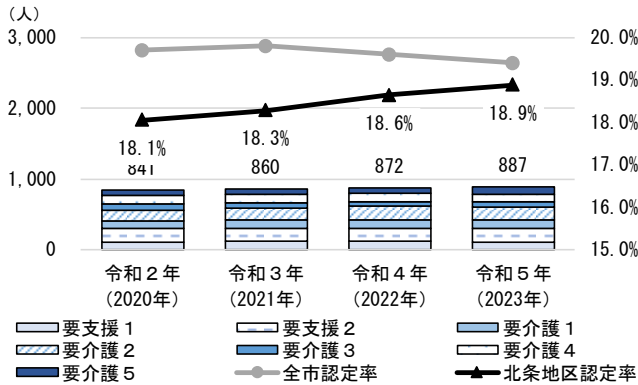 （人）
3,000
2,000
1,000
0
20.0%
19.0%
18.0%
17.0%
16.0%
15.0%
18.1%
18.3%
18.6%
18.9%
841
860
872
887
令和２年
（2020年）
令和３年
（2021年）
令和４年
（2022年）
令和５年
（2023年）
要支援１
要支援２
要介護１
要介護２
要介護３
要介護４
要介護５
全市認定率
北条地区認定率